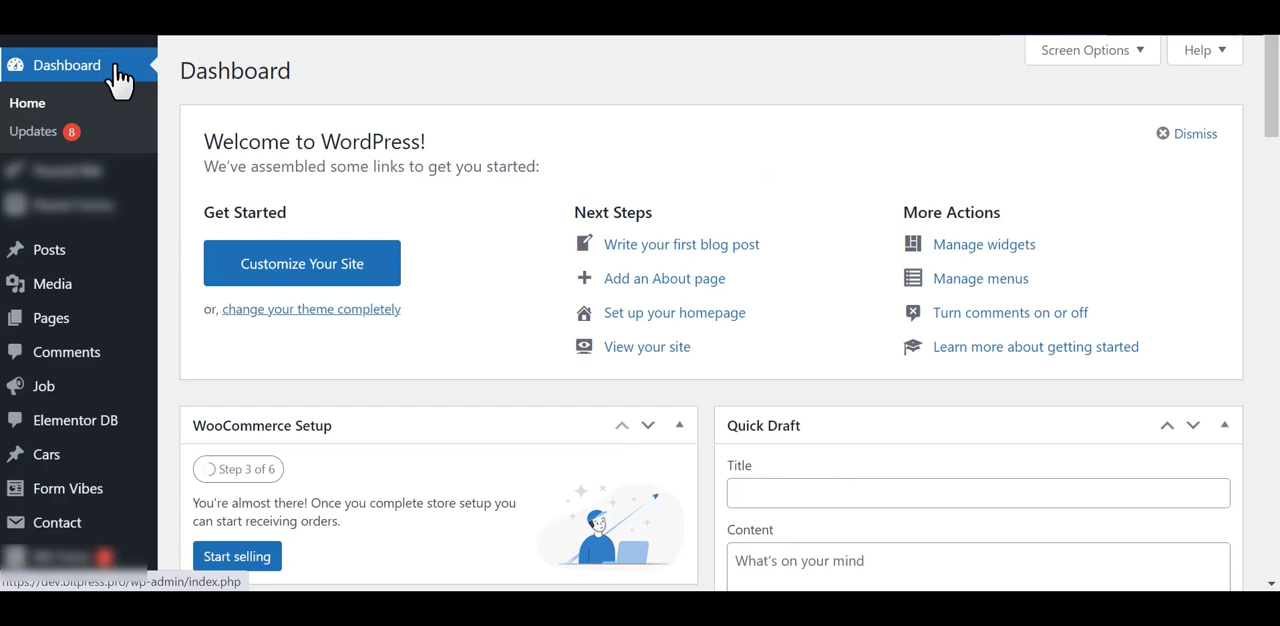 Dashboard
Home
Updates 8
Posts
Media
Pages
Comments
Job
Elementor DB
Cars
Form Vibes
Contact
https://dev.bitpress.pro/wp-admin/index.php
Screen Options
Help
Dashboard
Welcome to WordPress!
We've assembled some links to get you started:
Dismiss
Get Started
Customize Your Site
or, change your theme completely
Next Steps
Write your first blog post
Add an About page
Set up your homepage
View your site
More Actions
Manage widgets
Manage menus
Turn comments on or off
Learn more about getting started
WooCommerce Setup
Step 3 of 6
You're almost there! Once you complete store setup you
can start receiving orders.
Start selling
Quick Draft
Title
Content
What's on your mind